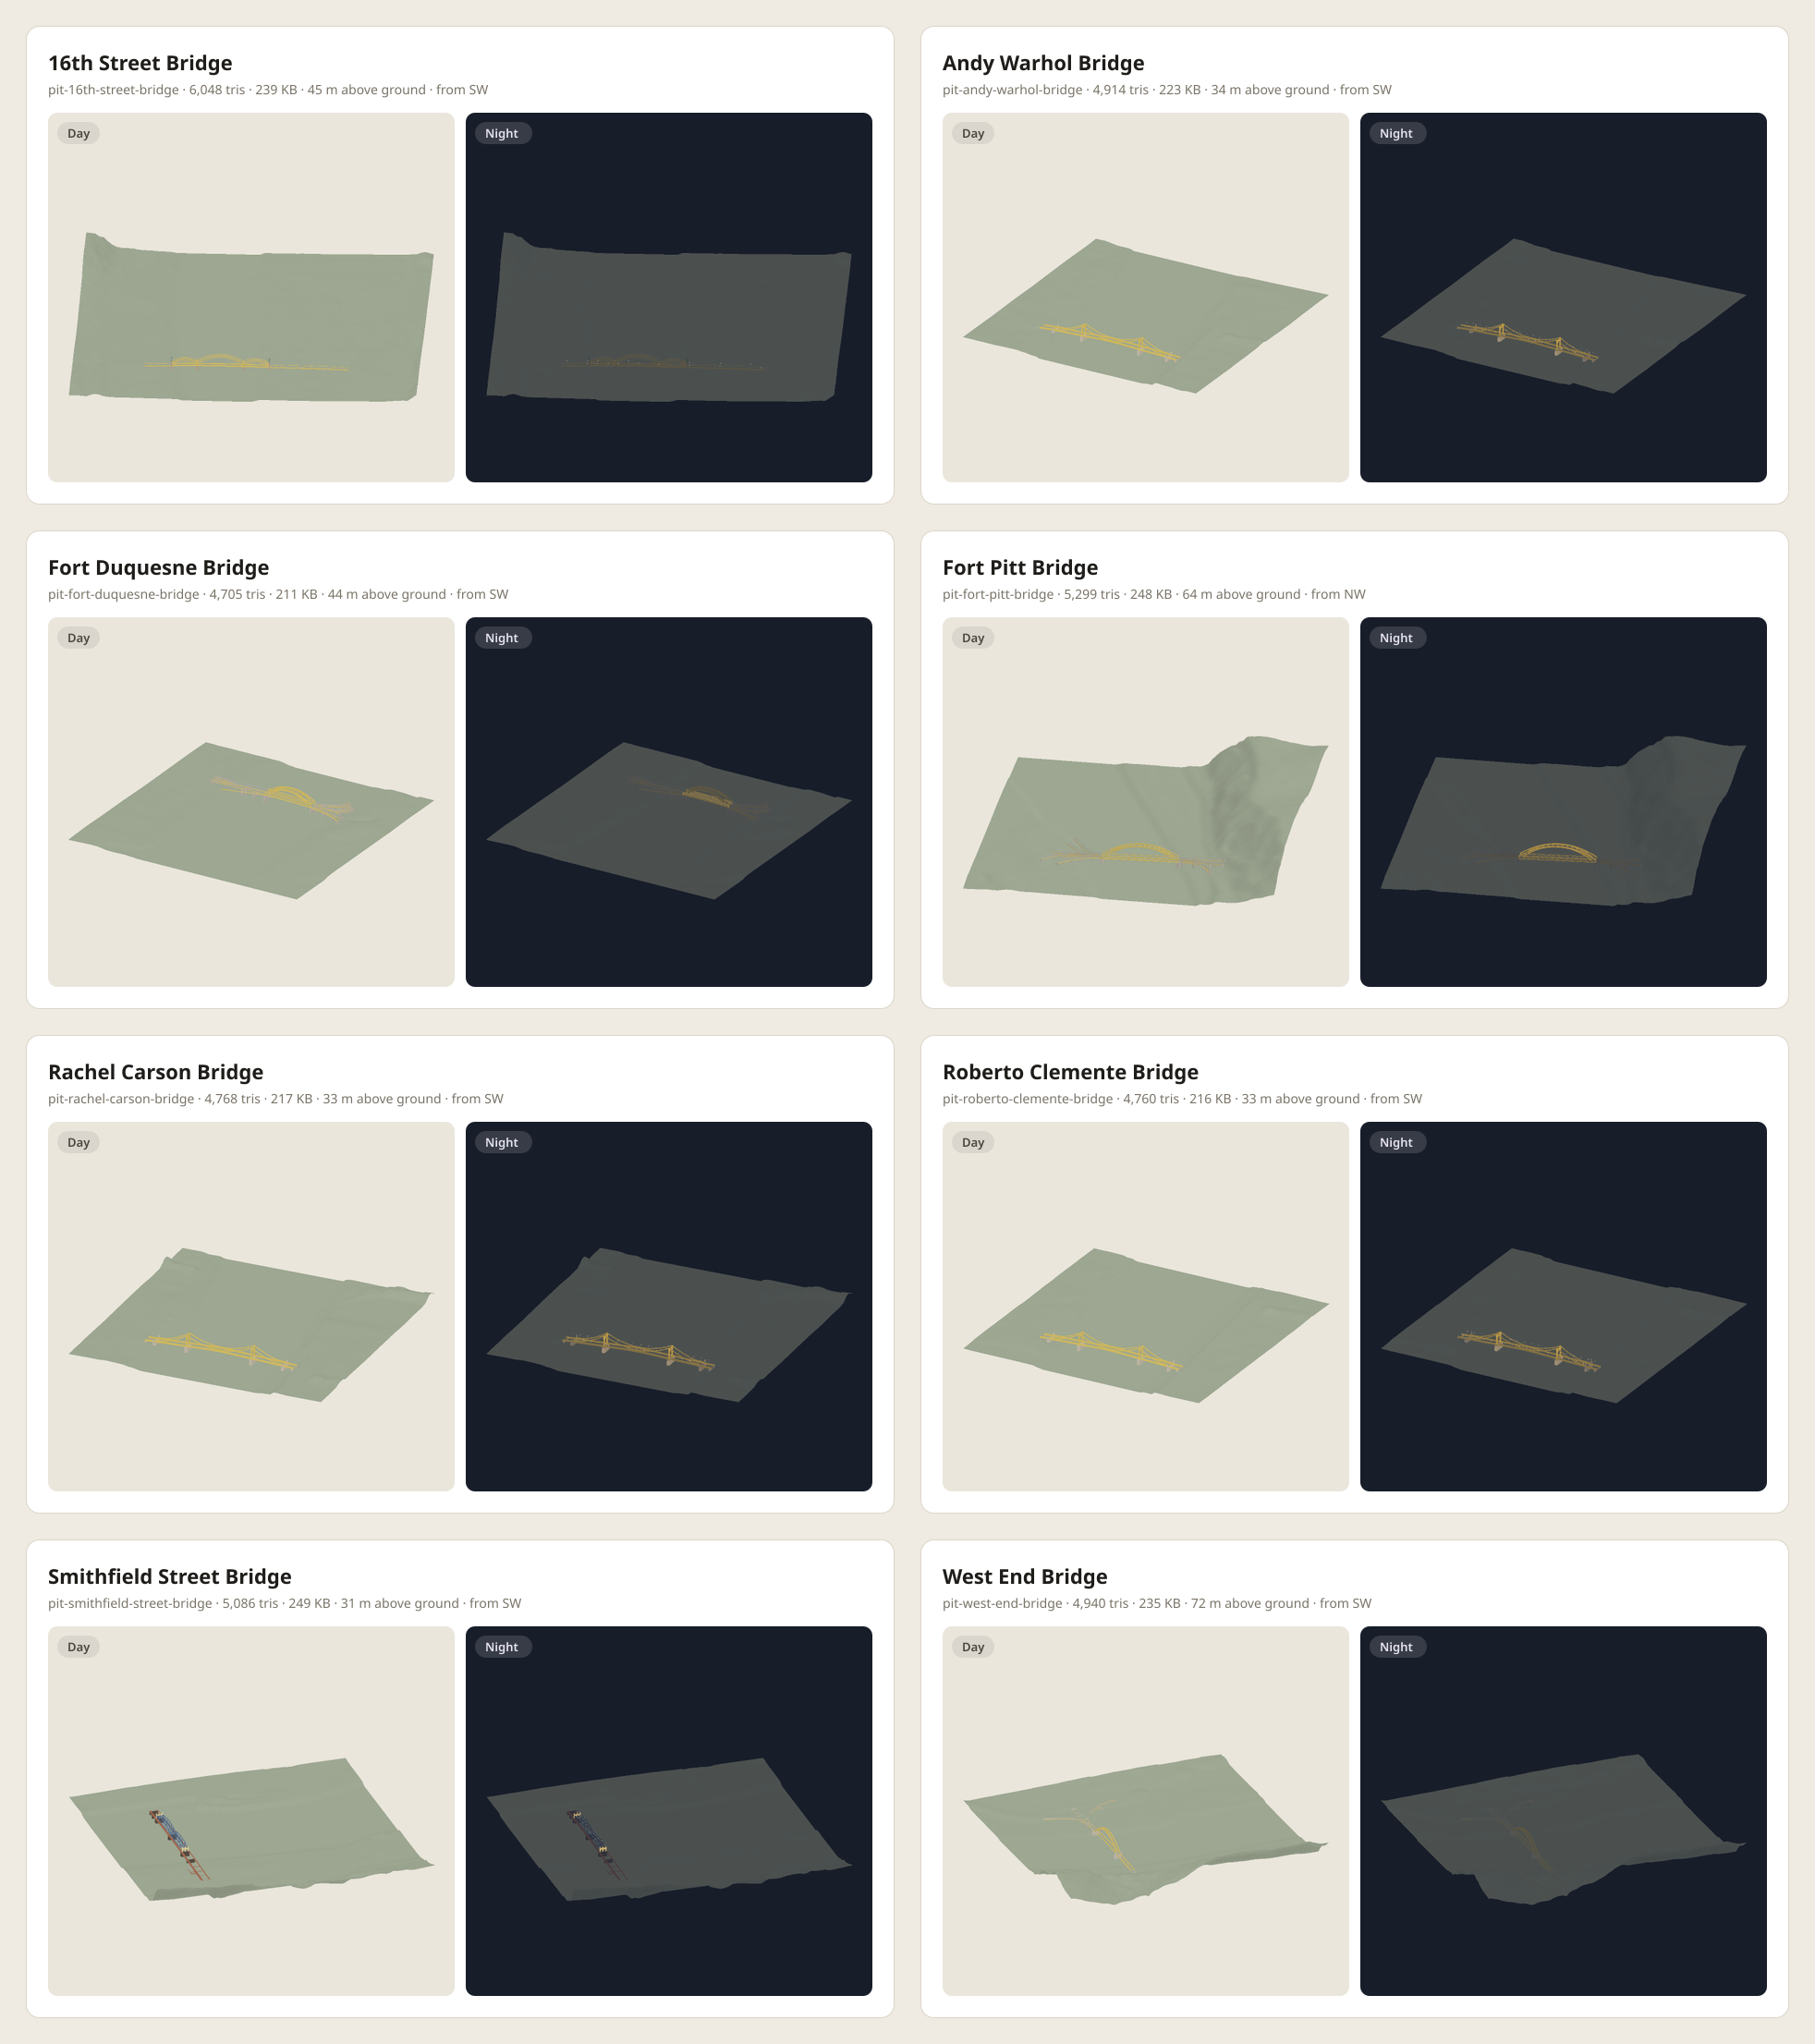 16th Street Bridge
pit-16th-street-bridge · 6,048 tris · 239 KB · 45 m above ground · from SW
Day
Night
Andy Warhol Bridge
pit-andy-warhol-bridge · 4,914 tris · 223 KB · 34 m above ground · from SW
Day
Night
Fort Duquesne Bridge
pit-fort-duquesne-bridge · 4,705 tris · 211 KB · 44 m above ground · from SW
Day
Night
Fort Pitt Bridge
pit-fort-pitt-bridge · 5,299 tris · 248 KB · 64 m above ground · from NW
Day
Night
Rachel Carson Bridge
pit-rachel-carson-bridge · 4,768 tris · 217 KB · 33 m above ground · from SW
Day
Night
Roberto Clemente Bridge
pit-roberto-clemente-bridge · 4,760 tris · 216 KB · 33 m above ground · from SW
Day
Night
Smithfield Street Bridge
pit-smithfield-street-bridge · 5,086 tris · 249 KB · 31 m above ground · from SW
Day
Night
West End Bridge
pit-west-end-bridge · 4,940 tris · 235 KB · 72 m above ground · from SW
Day
Night